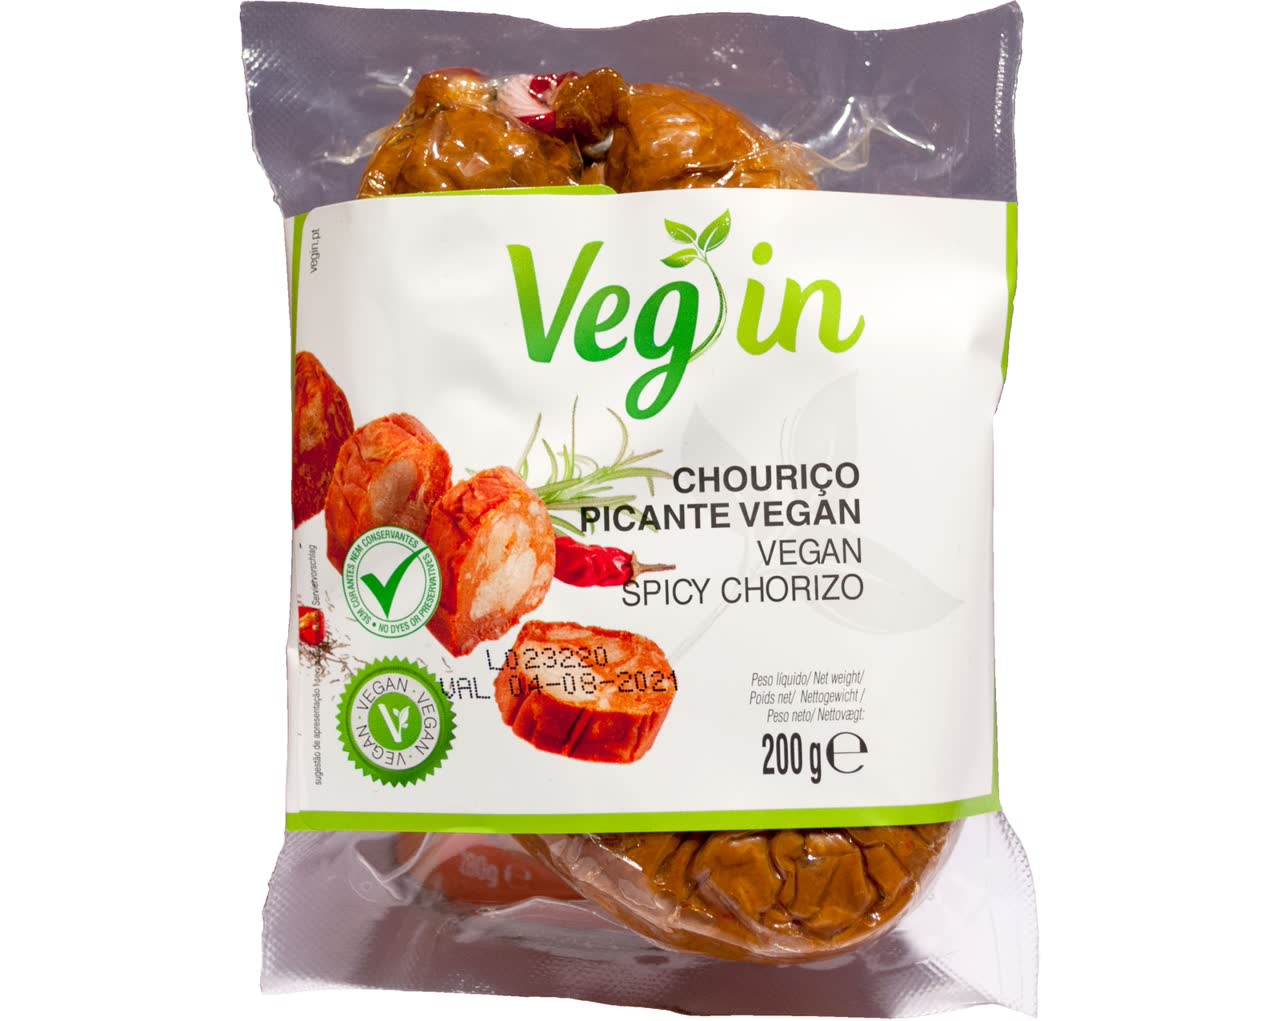 vegin.pt
Veg in
CHOURIÇO
PICANTE VEGAN
VEGAN
SPICY CHORIZO
SEM CORANTES NEM CONSERVANTES • NO DYES OR PRESERVATIVES
Serviervorschlag
sugestão de apresentação
LO23220
VAL 04-08-2021
VEGAN · VEGAN · VEGAN · VEGAN
V
Peso líquido/ Net weight/
Poids net/ Nettogewicht /
Peso neto/ Nettovægt:
200 g ℮
200g ℮